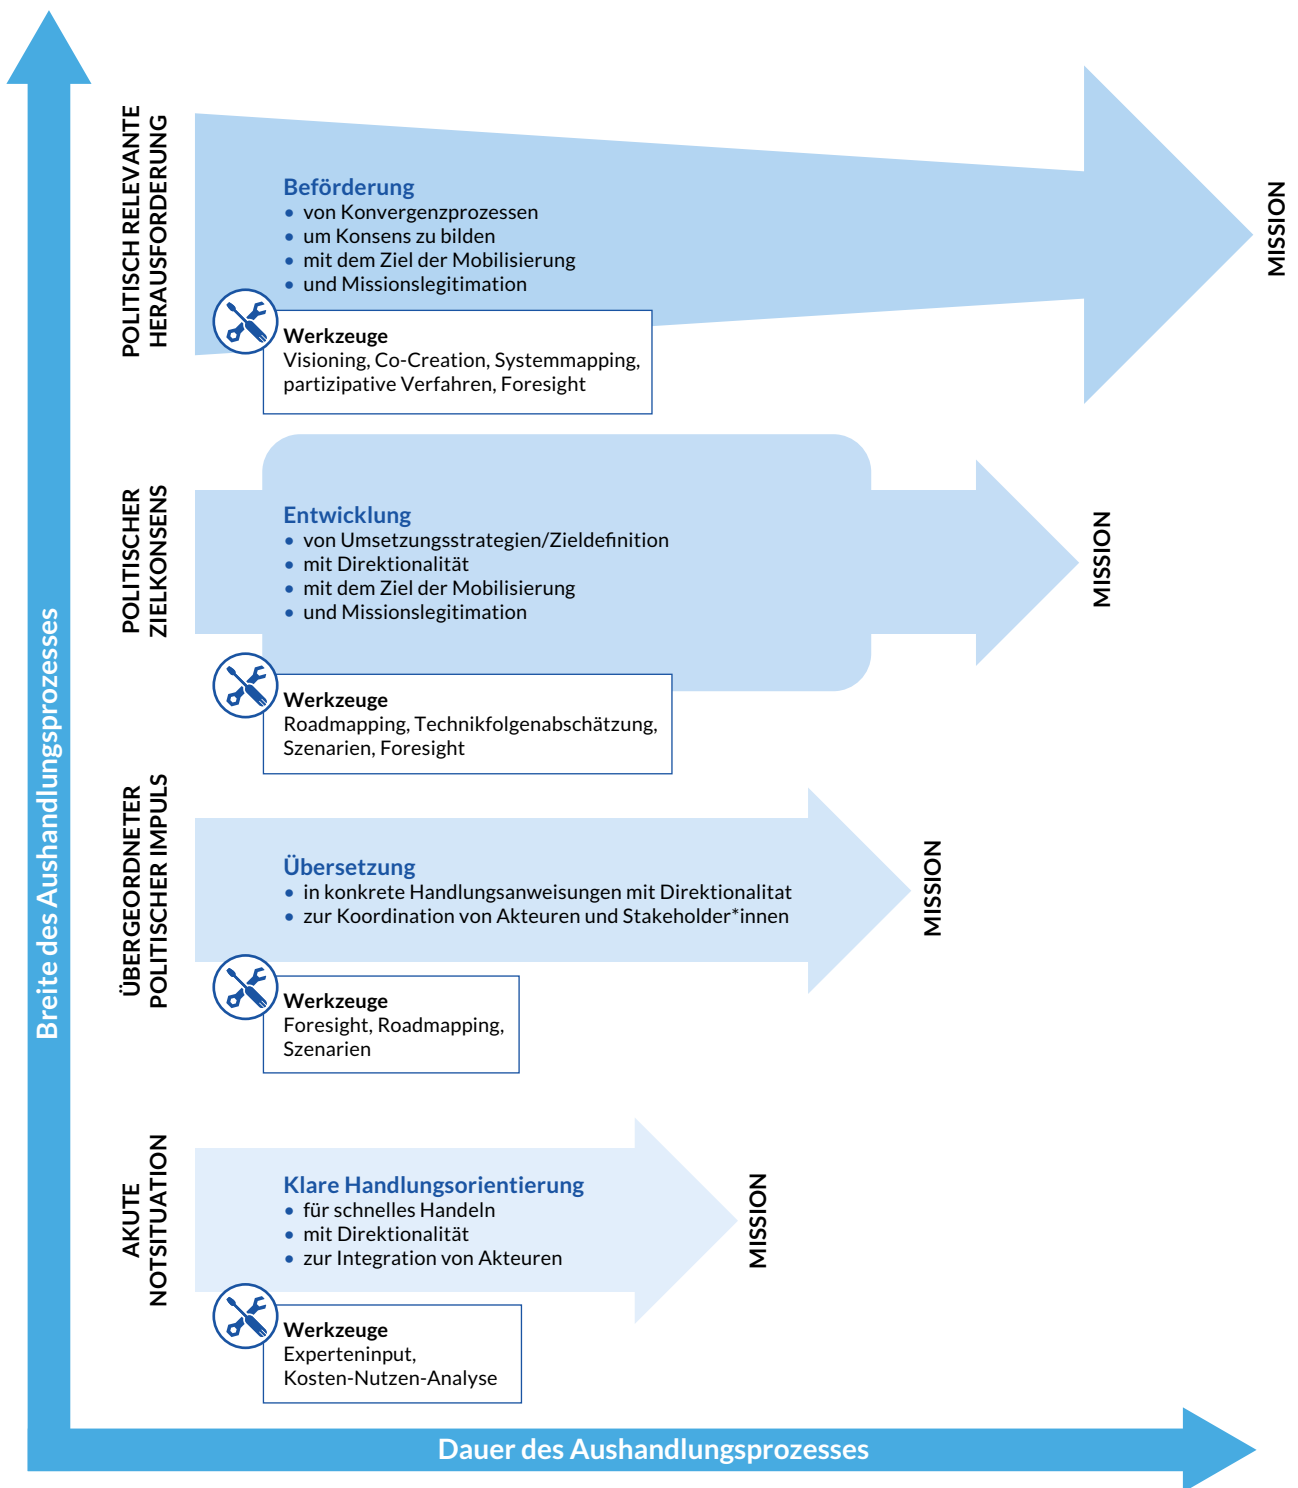 Breite des Aushandlungsprozesses
POLITISCH RELEVANTE
HERAUSFORDERUNG
Beförderung
• von Konvergenzprozessen
• um Konsens zu bilden
• mit dem Ziel der Mobilisierung
• und Missionslegitimation
Werkzeuge
Visioning, Co-Creation, Systemmapping,
partizipative Verfahren, Foresight
MISSION
POLITISCHER
ZIELKONSENS
Entwicklung
• von Umsetzungsstrategien/Zieldefinition
• mit Direktionalität
• mit dem Ziel der Mobilisierung
• und Missionslegitimation
Werkzeuge
Roadmapping, Technikfolgenabschätzung,
Szenarien, Foresight
MISSION
ÜBERGEORDNETER
POLITISCHER IMPULS
Übersetzung
• in konkrete Handlungsanweisungen mit Direktionalitat
• zur Koordination von Akteuren und Stakeholder*innen
Werkzeuge
Foresight, Roadmapping,
Szenarien
MISSION
AKUTE
NOTSITUATION
Klare Handlungsorientierung
• für schnelles Handeln
• mit Direktionalität
• zur Integration von Akteuren
Werkzeuge
Experteninput,
Kosten-Nutzen-Analyse
MISSION
Dauer des Aushandlungsprozesses